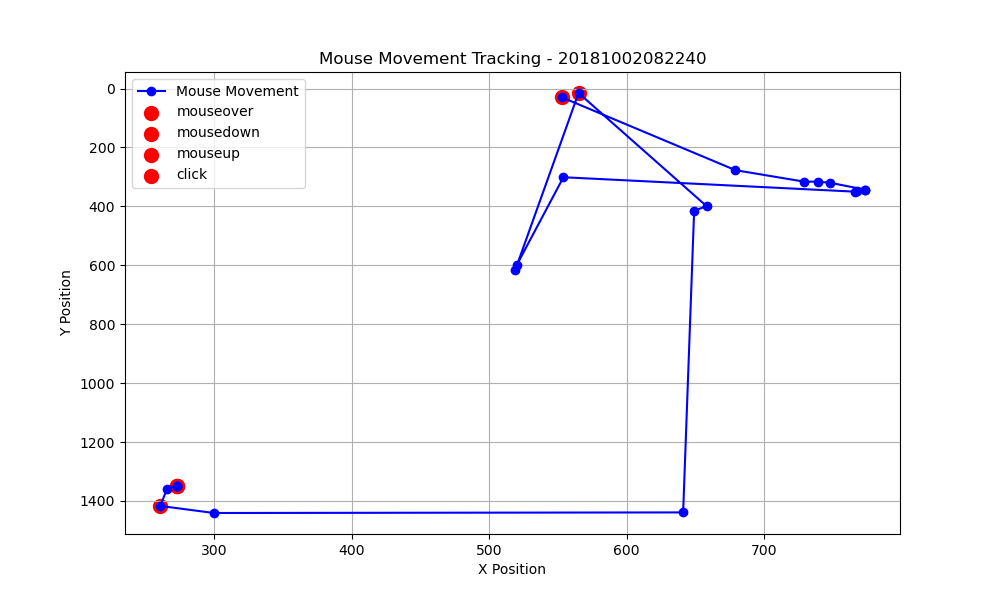 Mouse Movement Tracking - 20181002082240
Mouse Movement
mouseover
mousedown
mouseup
click
0
200
400
600
800
1000
1200
1400
Y Position
300
400
500
600
700
X Position